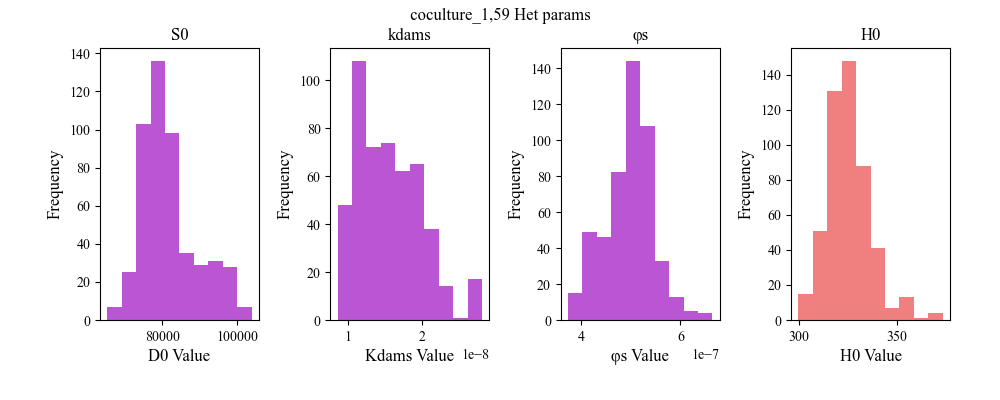 coculture_1,59 Het params
S0
kdams
φs
H0
Frequency
140
120
100
80
60
40
20
0
80000
100000
D0 Value
Frequency
100
80
60
40
20
0
1
2
1e−8
Kdams Value
Frequency
140
120
100
80
60
40
20
0
4
6
1e−7
φs Value
Frequency
140
120
100
80
60
40
20
0
300
350
H0 Value